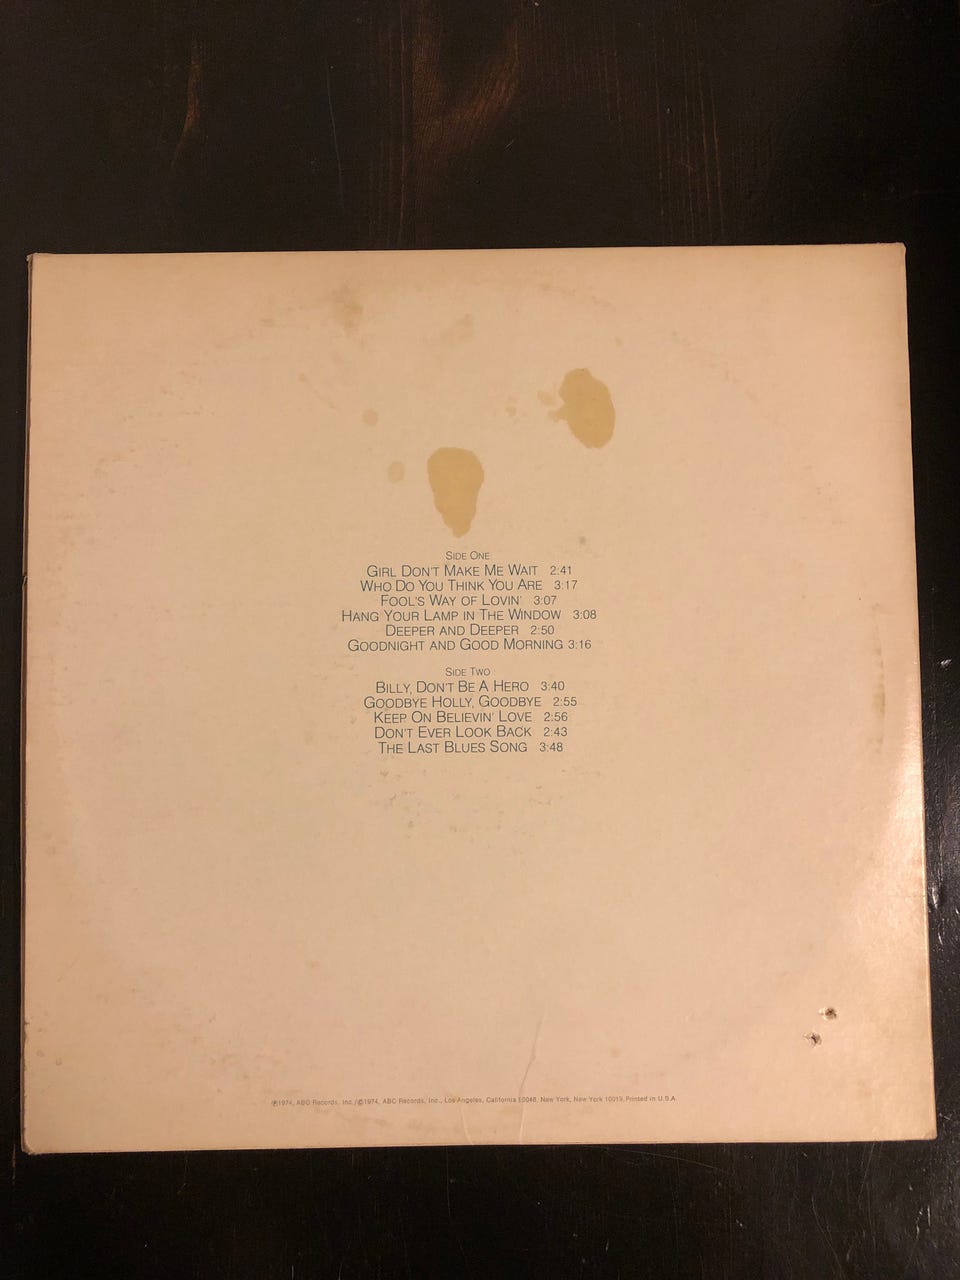 SIDE ONE
GIRL DON'T MAKE ME WAIT 2:41
WHO DO YOU THINK YOU ARE 3:17
FOOL'S WAY OF LOVIN' 3:07
HANG YOUR LAMP IN THE WINDOW 3:08
DEEPER AND DEEPER 2:50
GOODNIGHT AND GOOD MORNING 3:16
SIDE TWO
BILLY, DON'T BE A HERO 3:40
GOODBYE HOLLY, GOODBYE 2:55
KEEP ON BELIEVIN' LOVE 2:56
DON'T EVER LOOK BACK 2:43
THE LAST BLUES SONG 3:48
℗1974, ABC Records, Inc./©1974, ABC Records, Inc., Los Angeles, California 90048, New York, New York 10019. Printed in U.S.A.